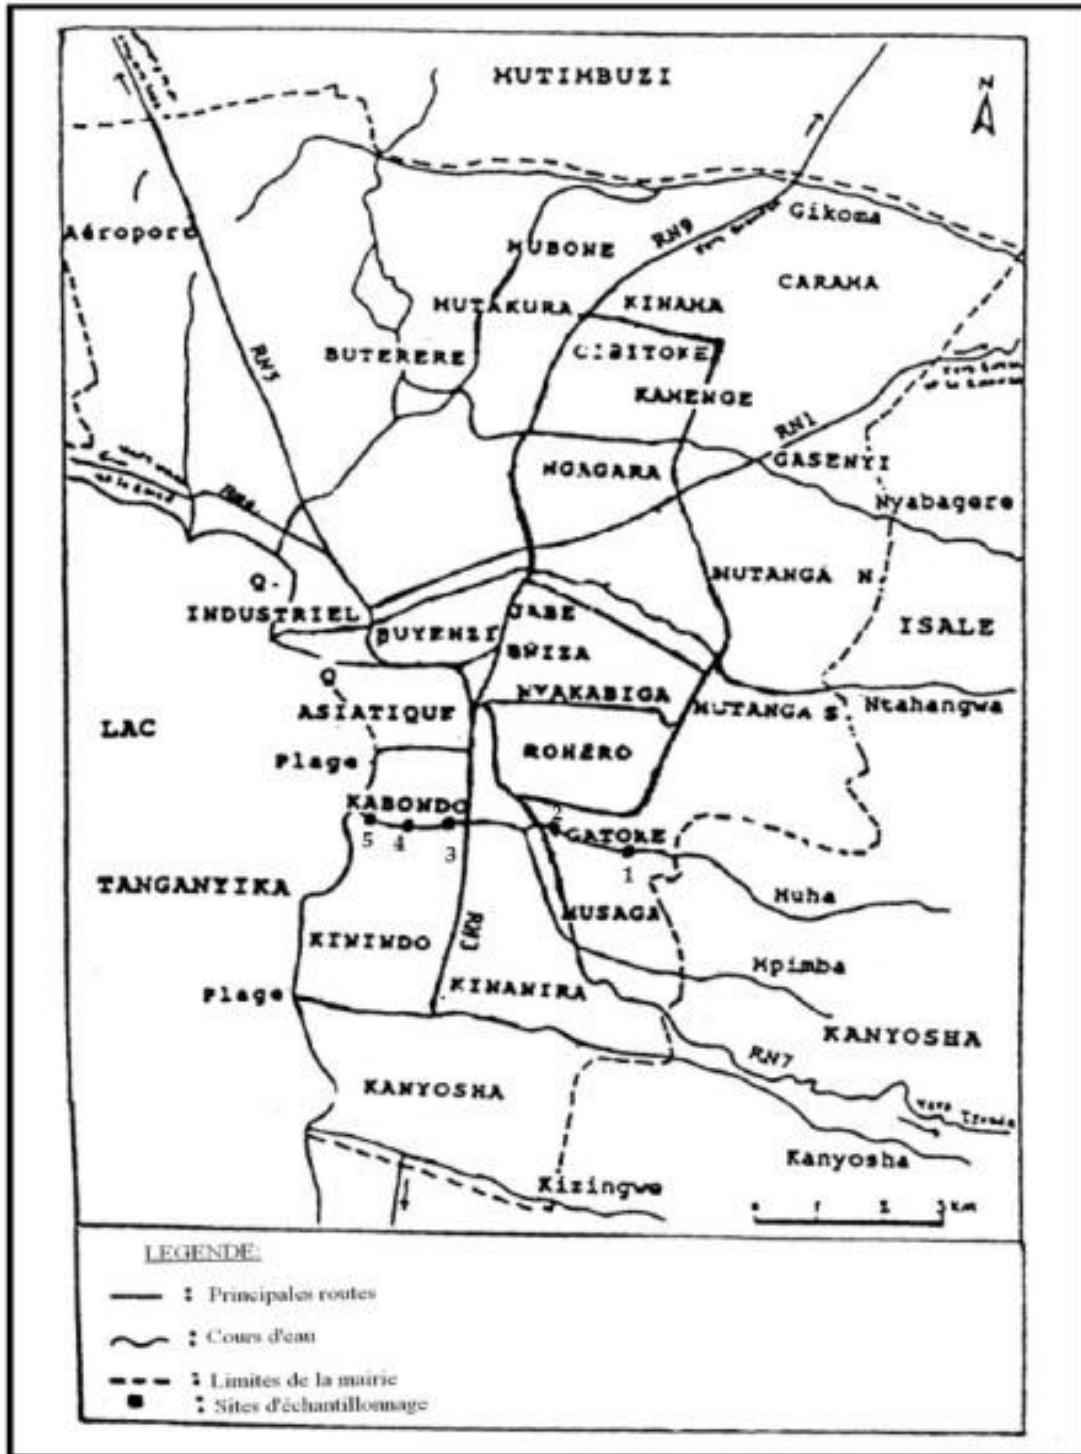 MUTIMBUZI
N
Gikoma
Aéroport
RN9
MUBONE
CARAMA
MUTAKURA
KINAMA
CIBITOKE
BUTERERE
RN5
KAMENGE
RN1
NGAGARA
GASENYI
Nyabagere
Q.
INDUSTRIEL
MUTANGA N.
JABE
BUYENZI
ISALE
BWIZA
Q
NYAKABIGA
ASIATIQUE
MUTANGA S.
Ntahangwa
LAC
ROHERO
Plage
KABONDO
2
GATOKE
5
4
3
1
TANGANYIKA
Muha
MUSAGA
RN3
KININDO
Mpimba
KINANIRA
Plage
KANYOSHA
RN7
KANYOSHA
Kanyosha
Kizingwe
0 1 2 3 KM
LEGENDE:
: Principales routes
: Cours d'eau
: Limites de la mairie
: Sites d'échantillonnage